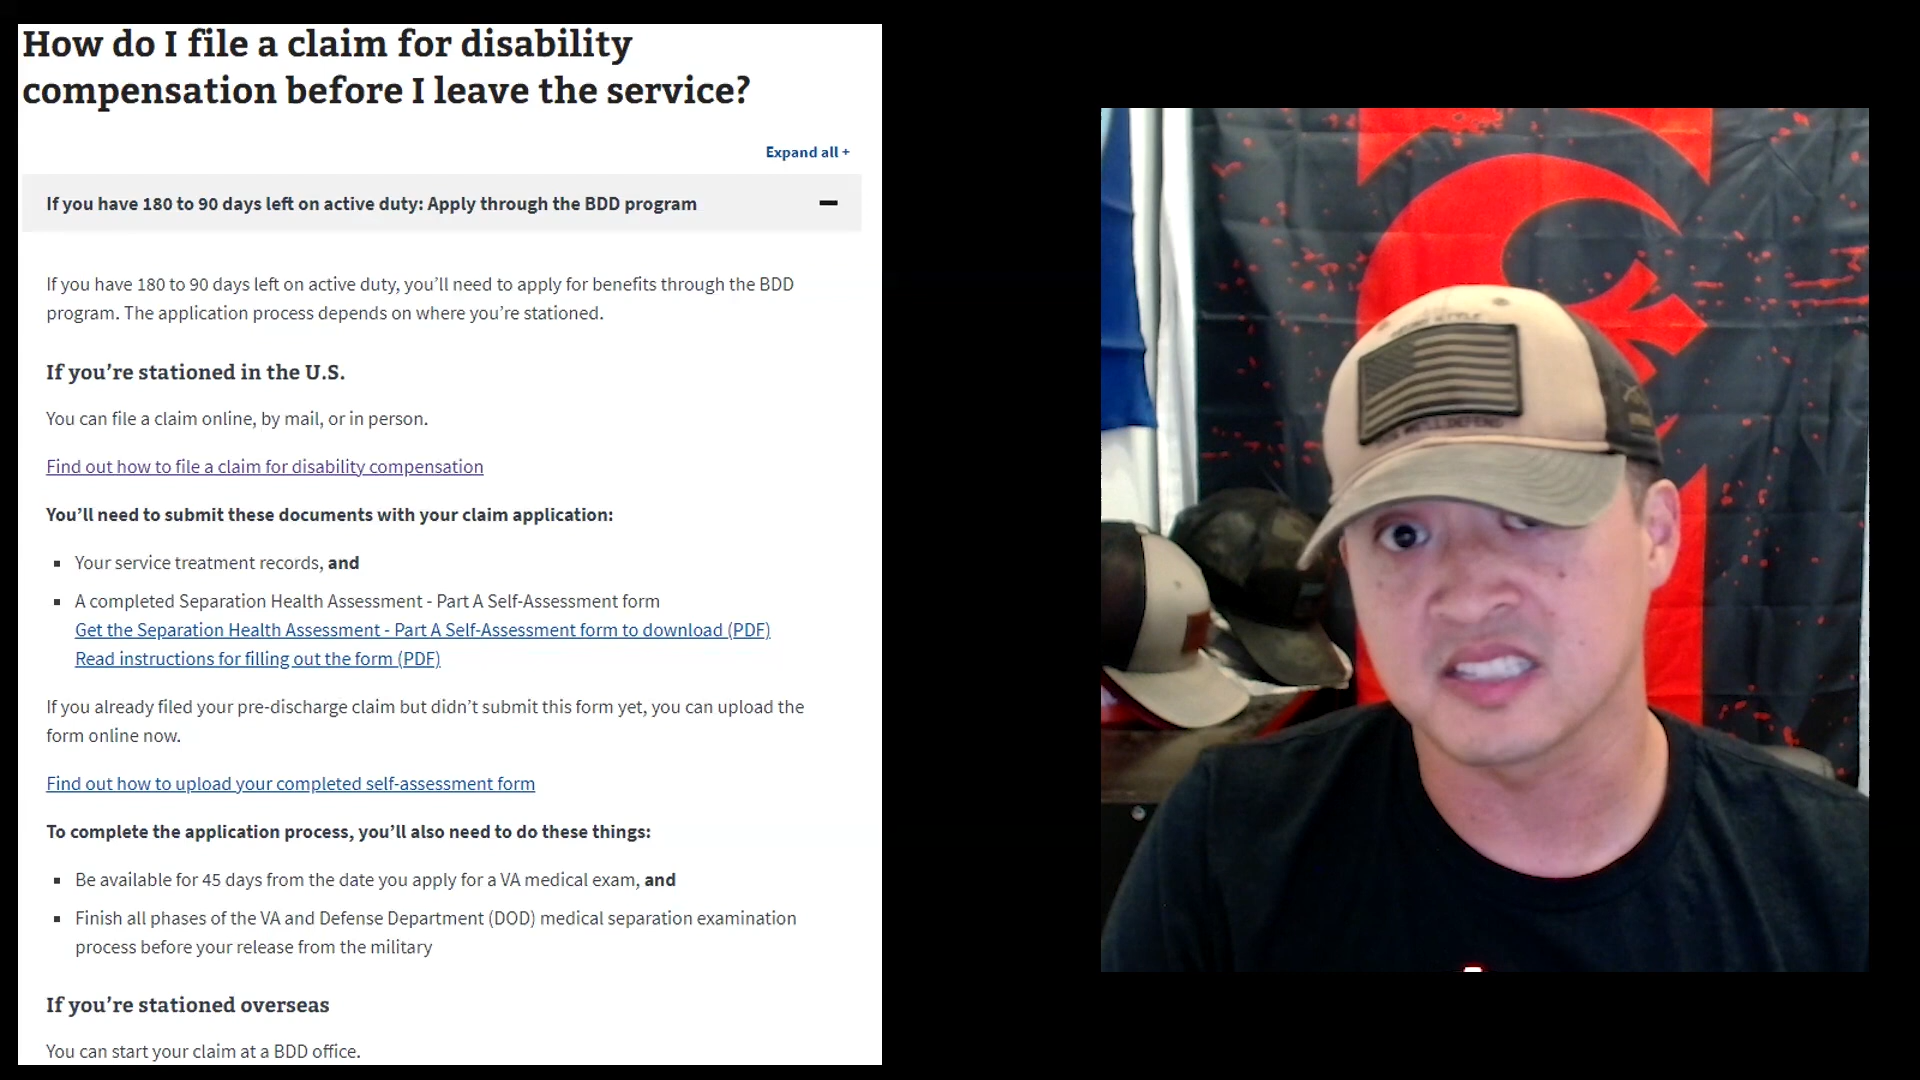 How do I file a claim for disability
compensation before I leave the service?
Expand all +
If you have 180 to 90 days left on active duty: Apply through the BDD program
If you have 180 to 90 days left on active duty, you’ll need to apply for benefits through the BDD
program. The application process depends on where you’re stationed.
If you’re stationed in the U.S.
You can file a claim online, by mail, or in person.
Find out how to file a claim for disability compensation
You’ll need to submit these documents with your claim application:
Your service treatment records, and
A completed Separation Health Assessment - Part A Self-Assessment form
Get the Separation Health Assessment - Part A Self-Assessment form to download (PDF)
Read instructions for filling out the form (PDF)
If you already filed your pre-discharge claim but didn’t submit this form yet, you can upload the
form online now.
Find out how to upload your completed self-assessment form
To complete the application process, you’ll also need to do these things:
Be available for 45 days from the date you apply for a VA medical exam, and
Finish all phases of the VA and Defense Department (DOD) medical separation examination
process before your release from the military
If you’re stationed overseas
You can start your claim at a BDD office.
WE'LL DEFEND